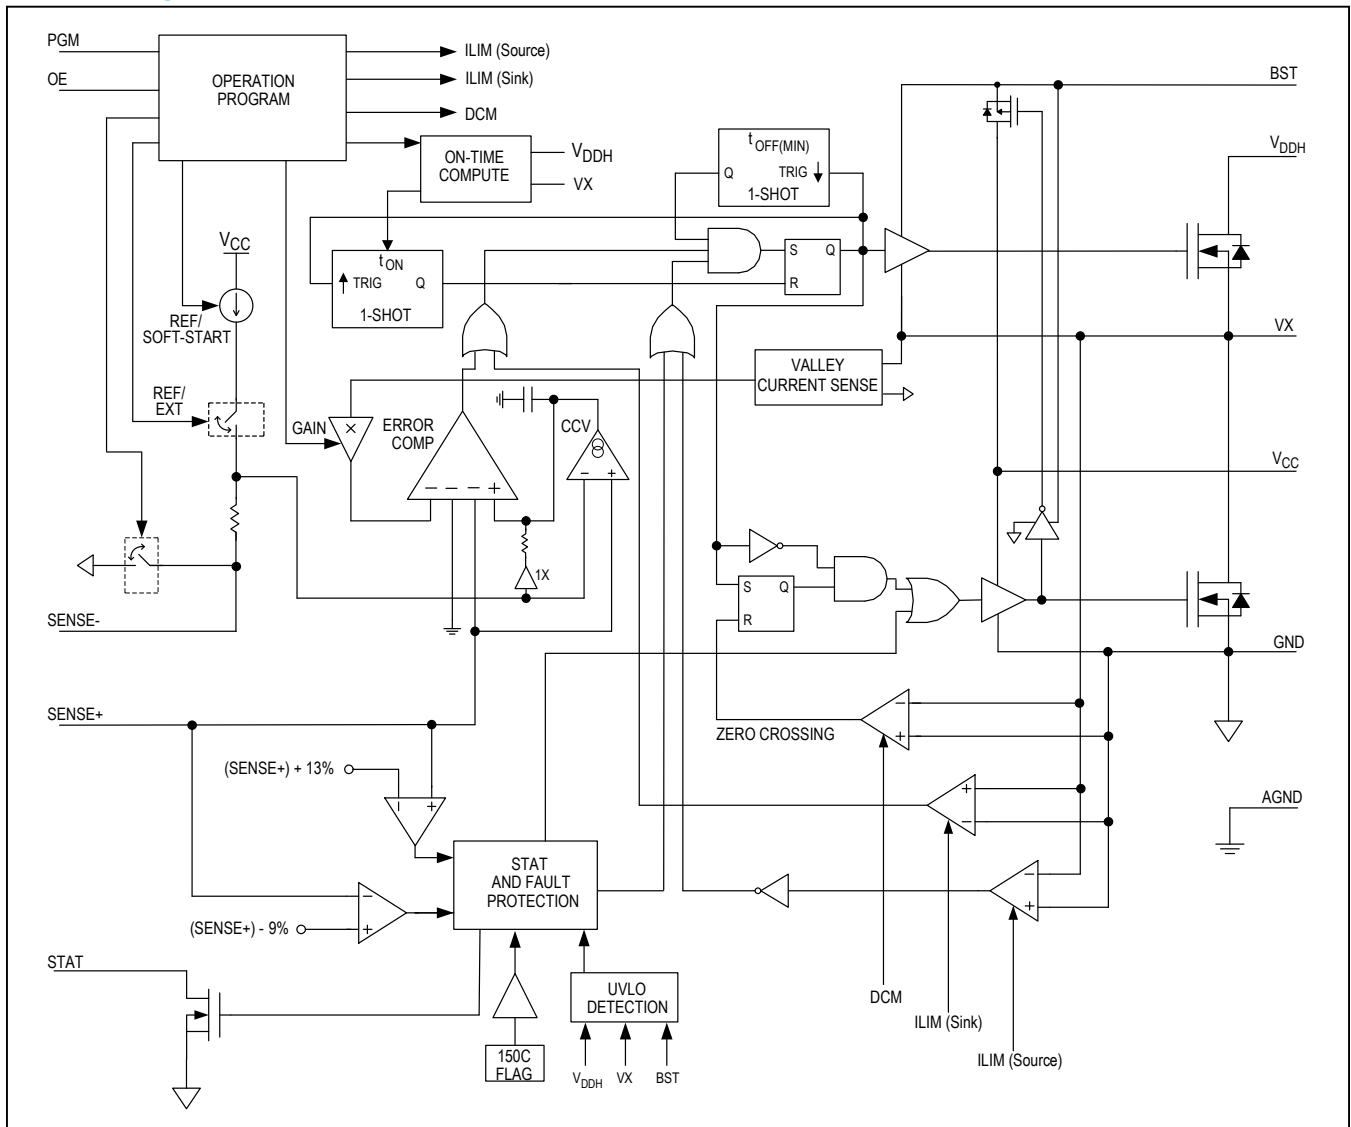 PGM
OE
OPERATION
PROGRAM
ILIM (Source)
ILIM (Sink)
DCM
ON-TIME
COMPUTE
VDDH
VX
tOFF(MIN)
Q TRIG
1-SHOT
BST
VDDH
VCC
REF/
SOFT-START
tON
TRIG Q
1-SHOT
S Q
R
VX
VALLEY
CURRENT SENSE
REF/
EXT
GAIN
×
ERROR
COMP
CCV
− − − +
− +
1X
VCC
S Q
R
SENSE-
GND
SENSE+
ZERO CROSSING
−
+
(SENSE+) + 13%
− +
+
−
AGND
STAT
AND FAULT
PROTECTION
−
+
−
+
(SENSE+) - 9%
STAT
UVLO
DETECTION
DCM
ILIM (Sink)
ILIM (Source)
150C
FLAG
VDDH
VX
BST